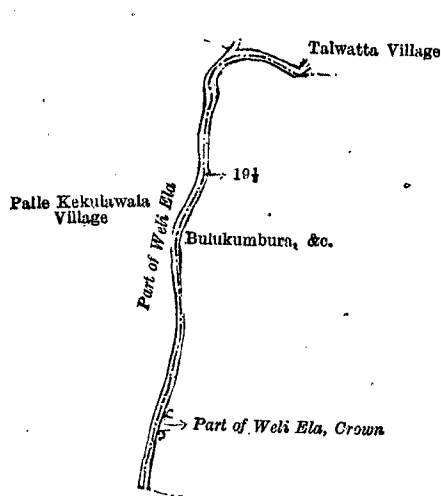 Talwatta Village
19½
Palle Kekulawala
Village
Part of Weli Ela
Bulukumbura, &c.
Part of Weli Ela, Crown